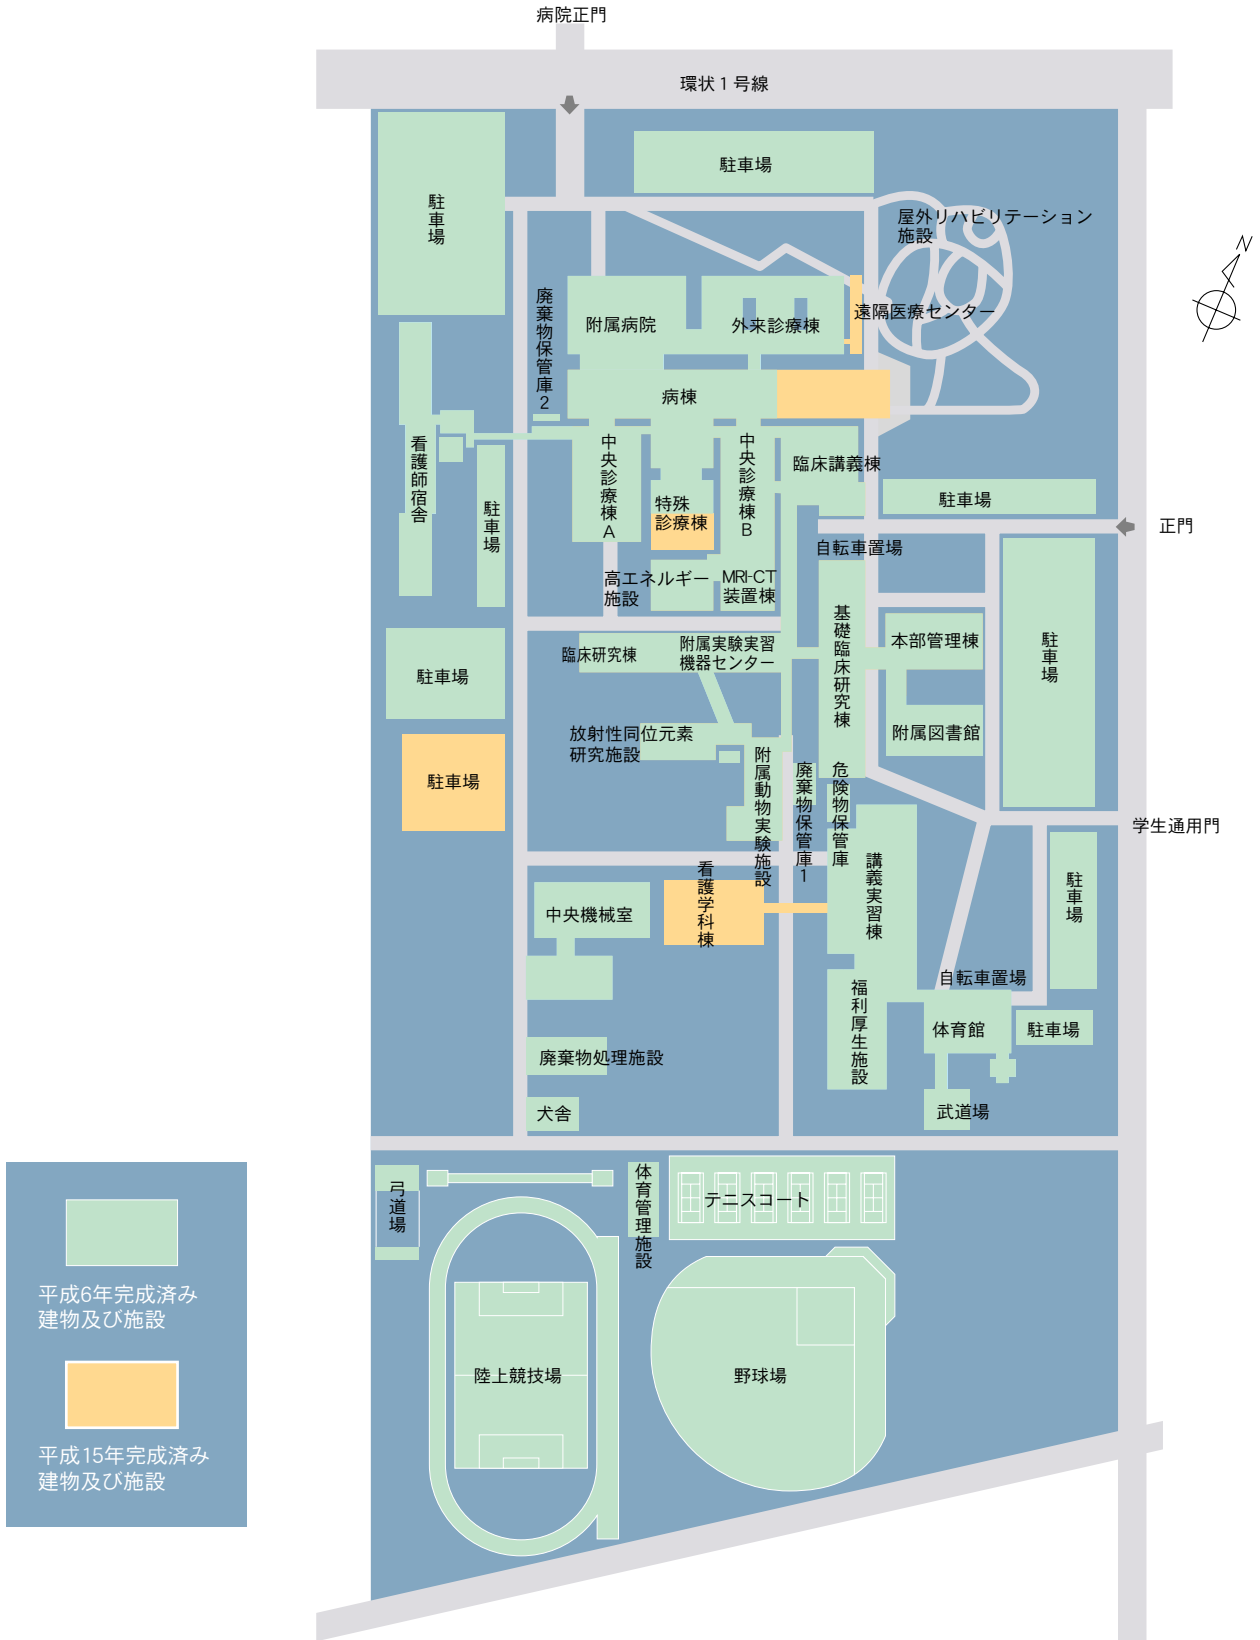 病院正門
環状1号線
駐車場
駐車場
屋外リハビリテーション
施設
N
廃棄物保管庫2
附属病院
外来診療棟
遠隔医療センター
病棟
看護師宿舎
駐車場
中央診療棟A
特殊
診療棟
中央診療棟B
臨床講義棟
駐車場
正門
自転車置場
高エネルギー
施設
MRI-CT
装置棟
臨床研究棟
附属実験実習
機器センター
基礎臨床研究棟
本部管理棟
駐車場
駐車場
放射性同位元素
研究施設
附属図書館
駐車場
附属動物実験施設
廃棄物保管庫1
危険物保管庫
学生通用門
看護学科棟
講義実習棟
駐車場
中央機械室
自転車置場
福利厚生施設
体育館
駐車場
廃棄物処理施設
犬舎
武道場
弓道場
体育管理施設
テニスコート
陸上競技場
野球場
平成6年完成済み
建物及び施設
平成15年完成済み
建物及び施設